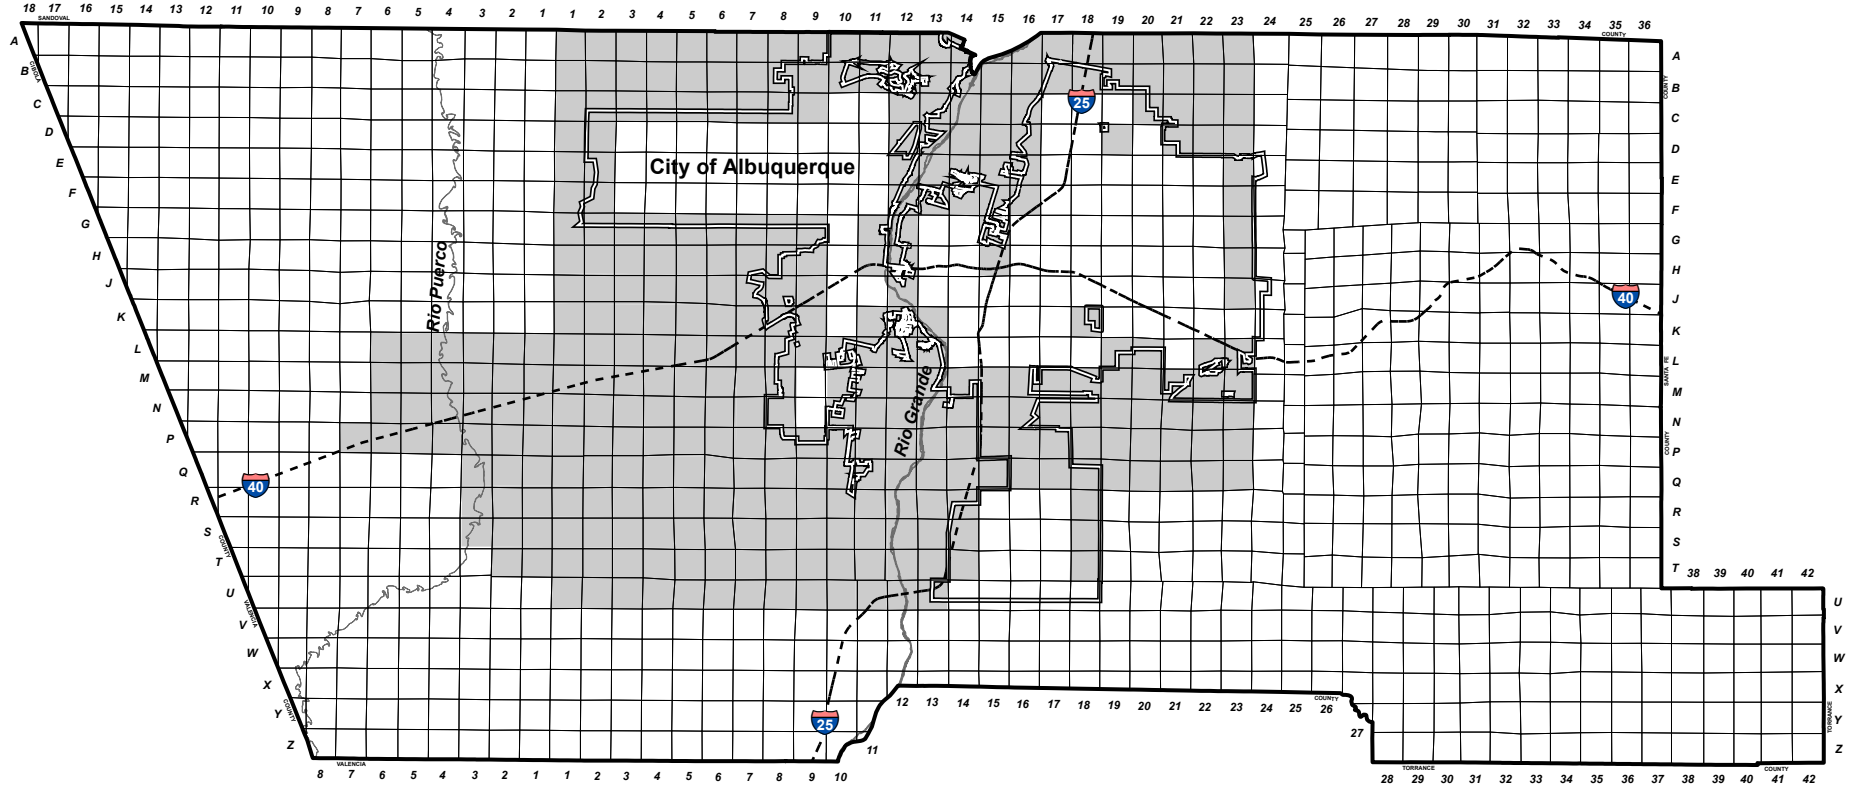 18 17 16 15 14 13 12 11 10 9 8 7 6 5 4 3 2 1 1 2 3 4 5 6 7 8 9 10 11 12 13 14 15 16 17 18 19 20 21 22 23 24 25 26 27 28 29 30 31 32 33 34 35 36
SANDOVAL
COUNTY
A
A
B
CIBOLA
B
COUNTY
25
C
C
D
D
City of Albuquerque
E
E
F
F
G
G
H
H
Rio Puerco
J
40
J
K
K
L
L
SANTA FE
M
M
Rio Grande
N
N
P
COUNTY
P
Q
Q
40
R
R
S
S
COUNTY
T
T
38 39 40 41 42
U
VALENCIA
U
V
V
W
W
X
X
COUNTY
12 13 14 15 16 17 18 19 20 21 22 23 24 25 26
COUNTY
27
Y
25
Y
TORRANCE
Z
11
Z
VALENCIA
TORRANCE
COUNTY
8 7 6 5 4 3 2 1 1 2 3 4 5 6 7 8 9 10
28 29 30 31 32 33 34 35 36 37 38 39 40 41 42